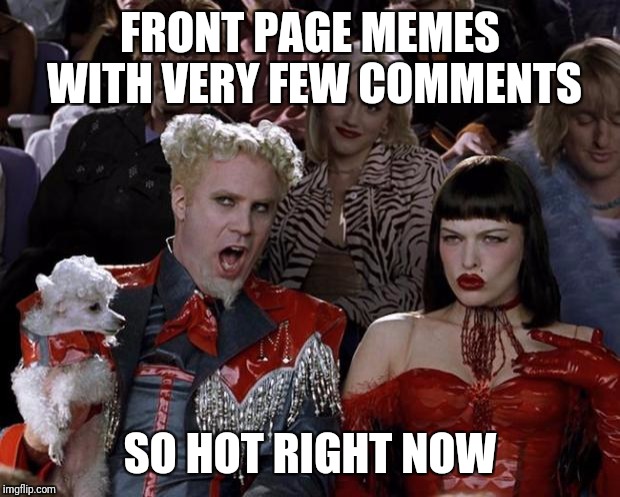 FRONT PAGE MEMES
WITH VERY FEW COMMENTS
SO HOT RIGHT NOW
imgflip.com